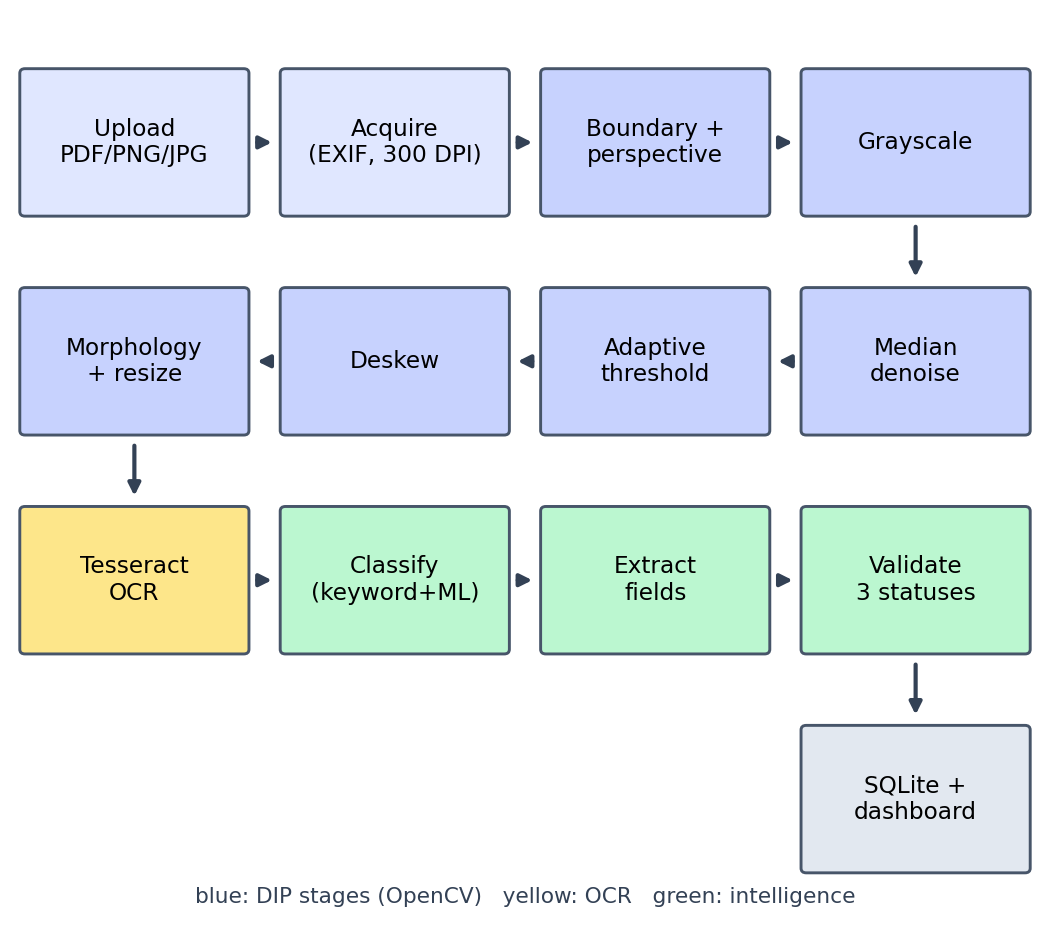 Upload
PDF/PNG/JPG
Acquire
(EXIF, 300 DPI)
Boundary +
perspective
Grayscale
Median
denoise
Adaptive
threshold
Deskew
Morphology
+ resize
Tesseract
OCR
Classify
(keyword+ML)
Extract
fields
Validate
3 statuses
SQLite +
dashboard
blue: DIP stages (OpenCV)   yellow: OCR   green: intelligence